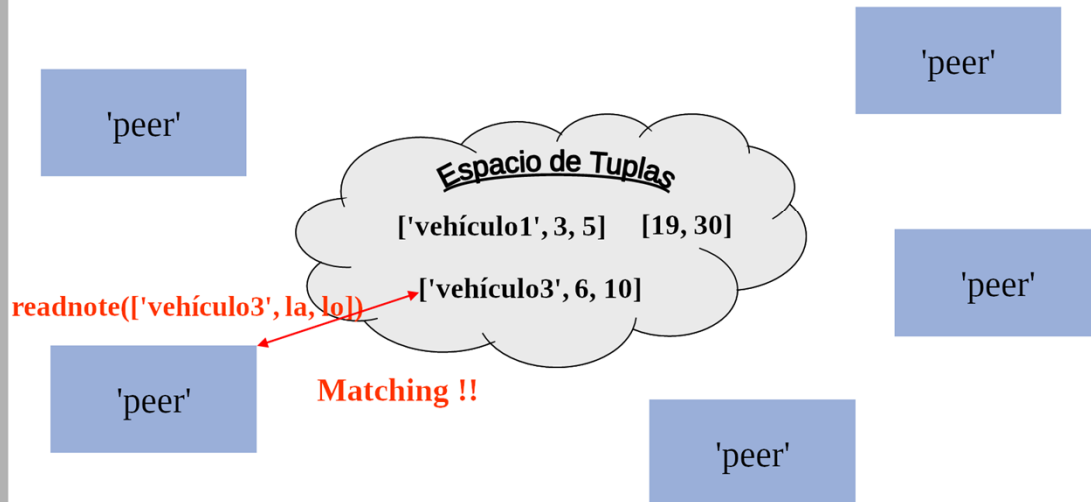 'peer'
'peer'
Espacio de Tuplas
['vehículo1', 3, 5] [19, 30]
'peer'
['vehículo3', 6, 10]
readnote(['vehículo3', la, lo])
'peer'
Matching !!
'peer'